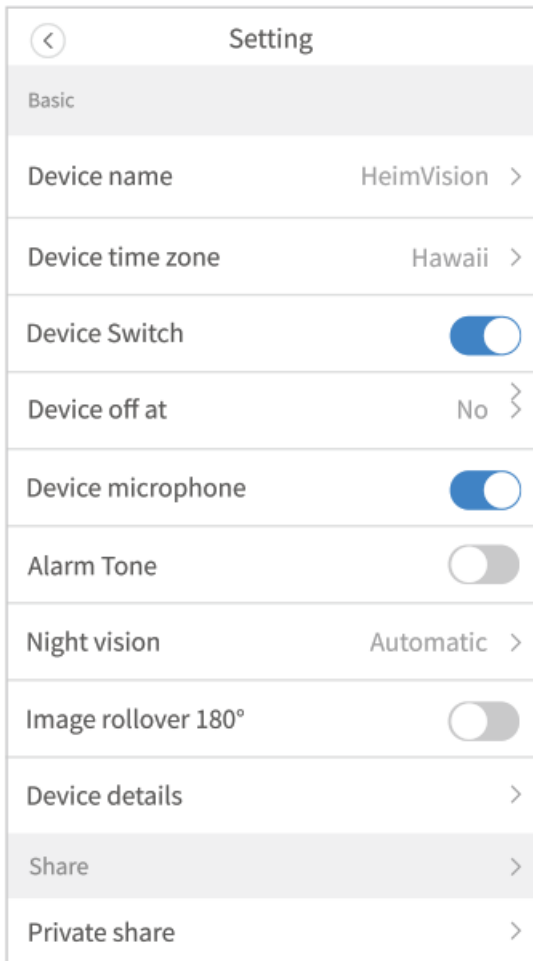 Setting
Basic
Device name HeimVision
Device time zone Hawaii
Device Switch
Device off at No
Device microphone
Alarm Tone
Night vision Automatic
Image rollover 180°
Device details
Share
Private share